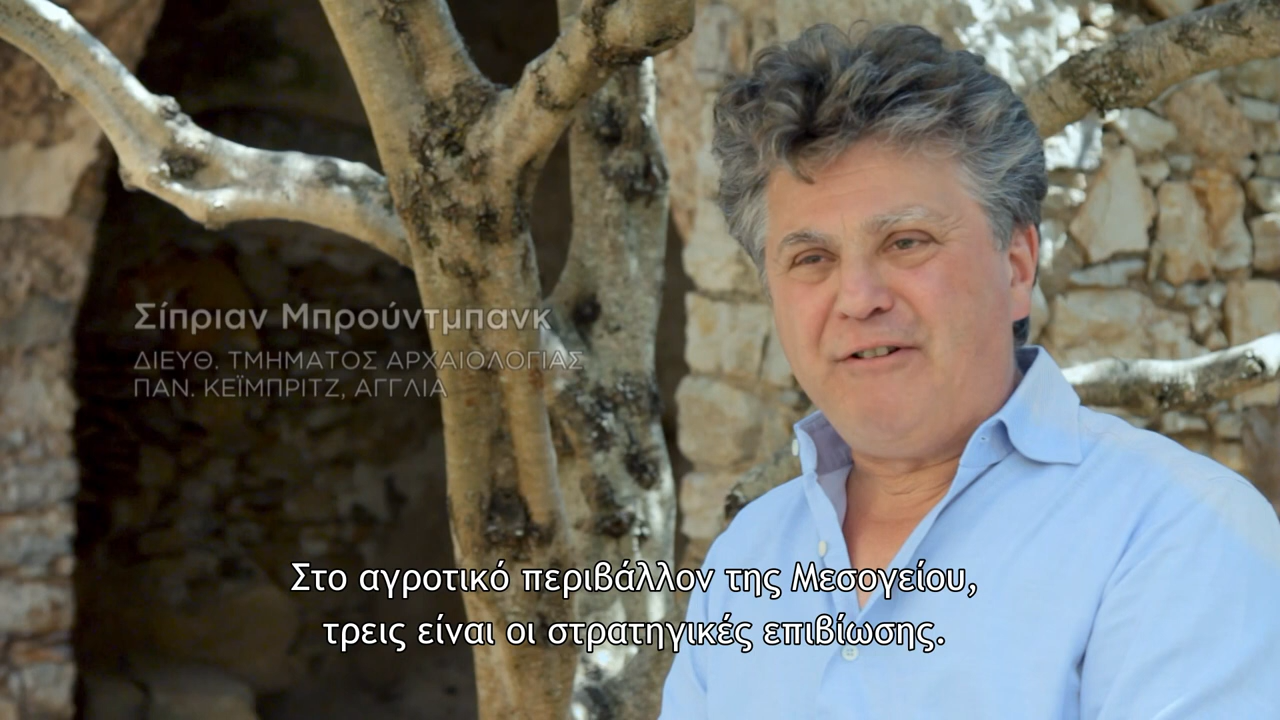 Σίπριαν Μπρούντμπανκ
ΔΙΕΥΘ. ΤΜΗΜΑΤΟΣ ΑΡΧΑΙΟΛΟΓΙΑΣ
ΠΑΝ. ΚΕΪΜΠΡΙΤΖ, ΑΓΓΛΙΑ
Στο αγροτικό περιβάλλον της Μεσογείου,
τρεις είναι οι στρατηγικές επιβίωσης.